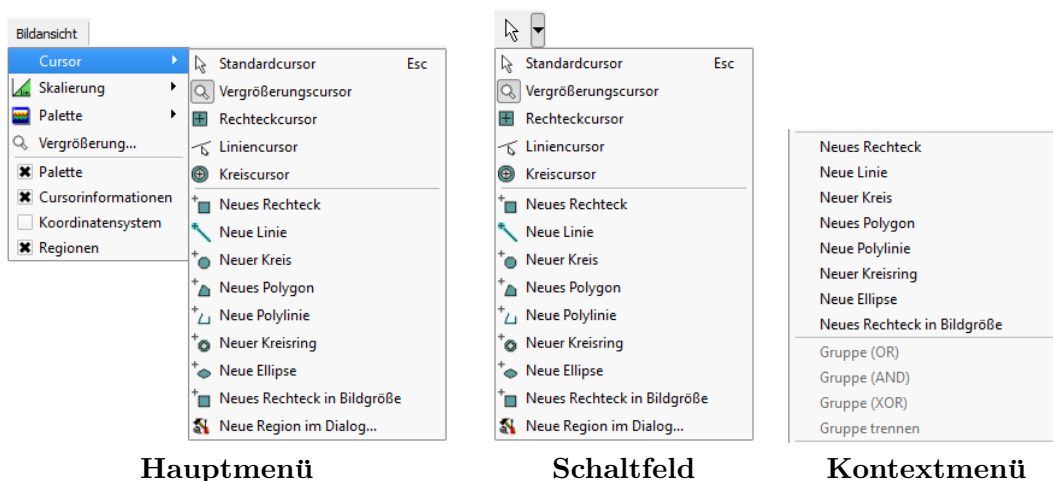 Bildansicht
Cursor
Skalierung
Palette
Vergrößerung...
Palette
Cursorinformationen
Koordinatensystem
Regionen
Standardcursor Esc
Vergrößerungscursor
Rechteckcursor
Liniencursor
Kreiscursor
Neues Rechteck
Neue Linie
Neuer Kreis
Neues Polygon
Neue Polylinie
Neuer Kreisring
Neue Ellipse
Neues Rechteck in Bildgröße
Neue Region im Dialog...
Hauptmenü
Standardcursor Esc
Vergrößerungscursor
Rechteckcursor
Liniencursor
Kreiscursor
Neues Rechteck
Neue Linie
Neuer Kreis
Neues Polygon
Neue Polylinie
Neuer Kreisring
Neue Ellipse
Neues Rechteck in Bildgröße
Neue Region im Dialog...
Schaltfeld
Neues Rechteck
Neue Linie
Neuer Kreis
Neues Polygon
Neue Polylinie
Neuer Kreisring
Neue Ellipse
Neues Rechteck in Bildgröße
Gruppe (OR)
Gruppe (AND)
Gruppe (XOR)
Gruppe trennen
Kontextmenü